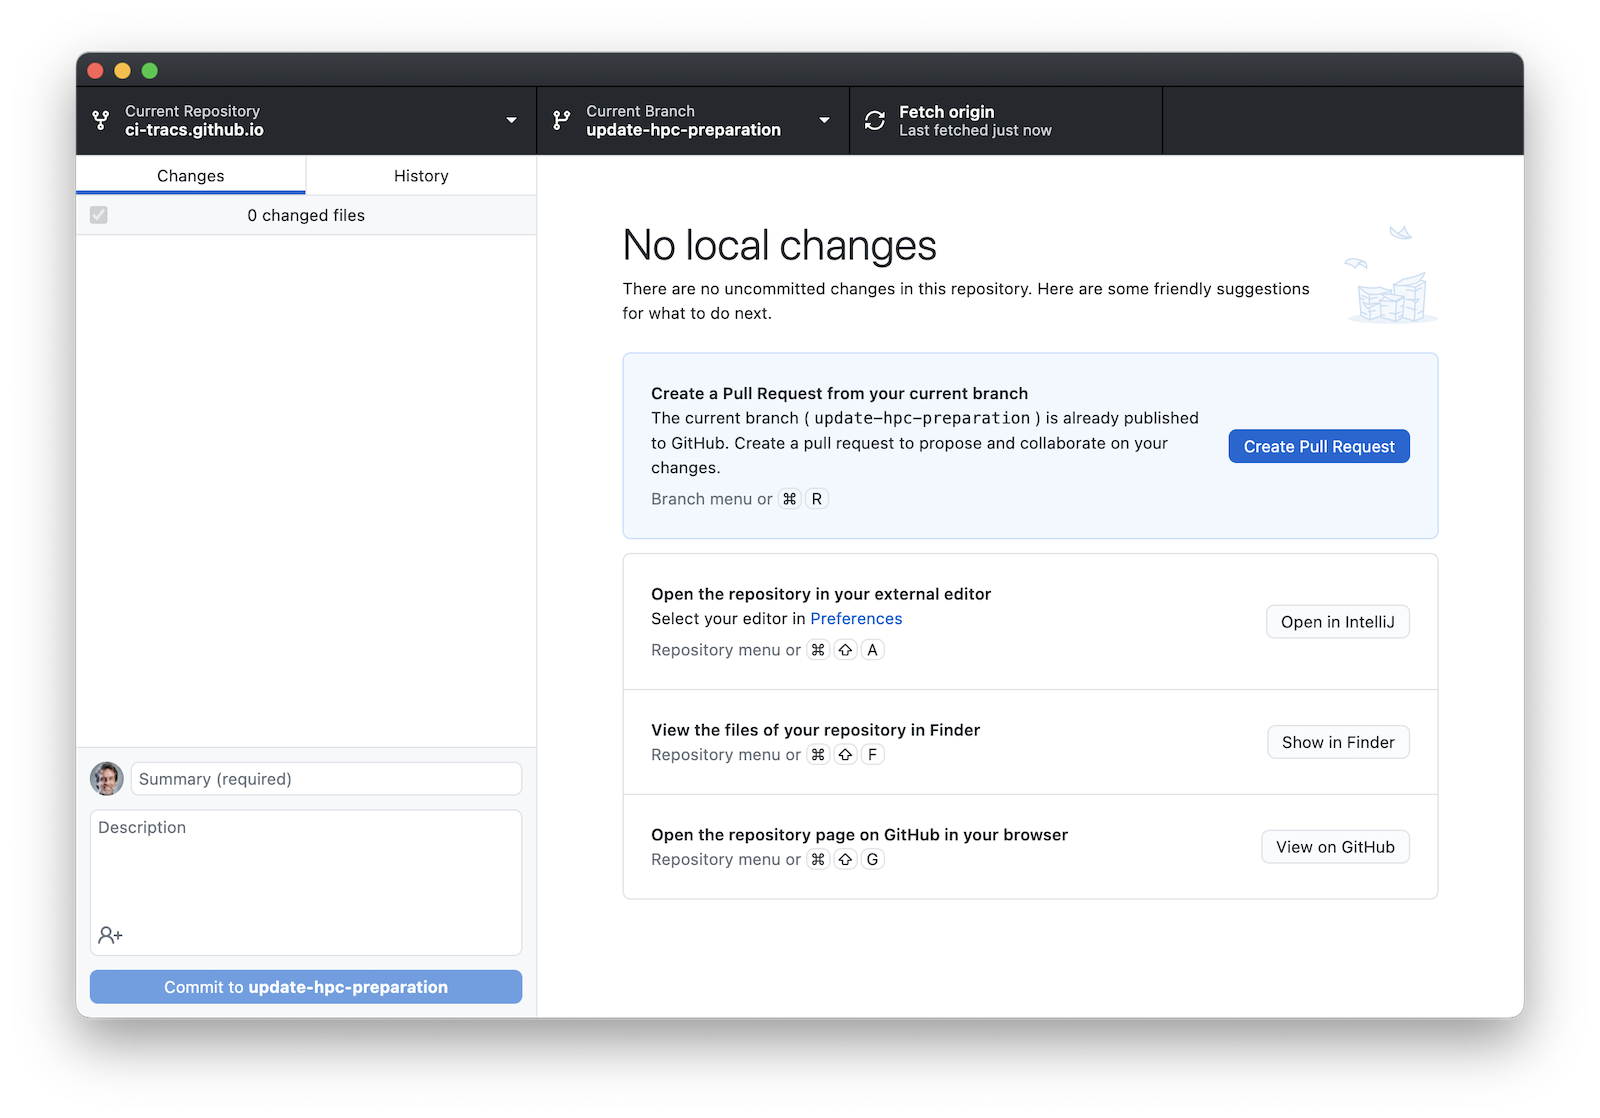 Current Repository
ci-tracs.github.io
Current Branch
update-hpc-preparation
Fetch origin
Last fetched just now
Changes
History
0 changed files
No local changes
There are no uncommitted changes in this repository. Here are some friendly suggestions
for what to do next.
Create a Pull Request from your current branch
The current branch ( update-hpc-preparation ) is already published
to GitHub. Create a pull request to propose and collaborate on your
changes.
Branch menu or ⌘ R
Create Pull Request
Open the repository in your external editor
Select your editor in Preferences
Repository menu or ⌘ ⇧ A
Open in IntelliJ
View the files of your repository in Finder
Repository menu or ⌘ ⇧ F
Show in Finder
Open the repository page on GitHub in your browser
Repository menu or ⌘ ⇧ G
View on GitHub
Summary (required)
Description
Commit to update-hpc-preparation